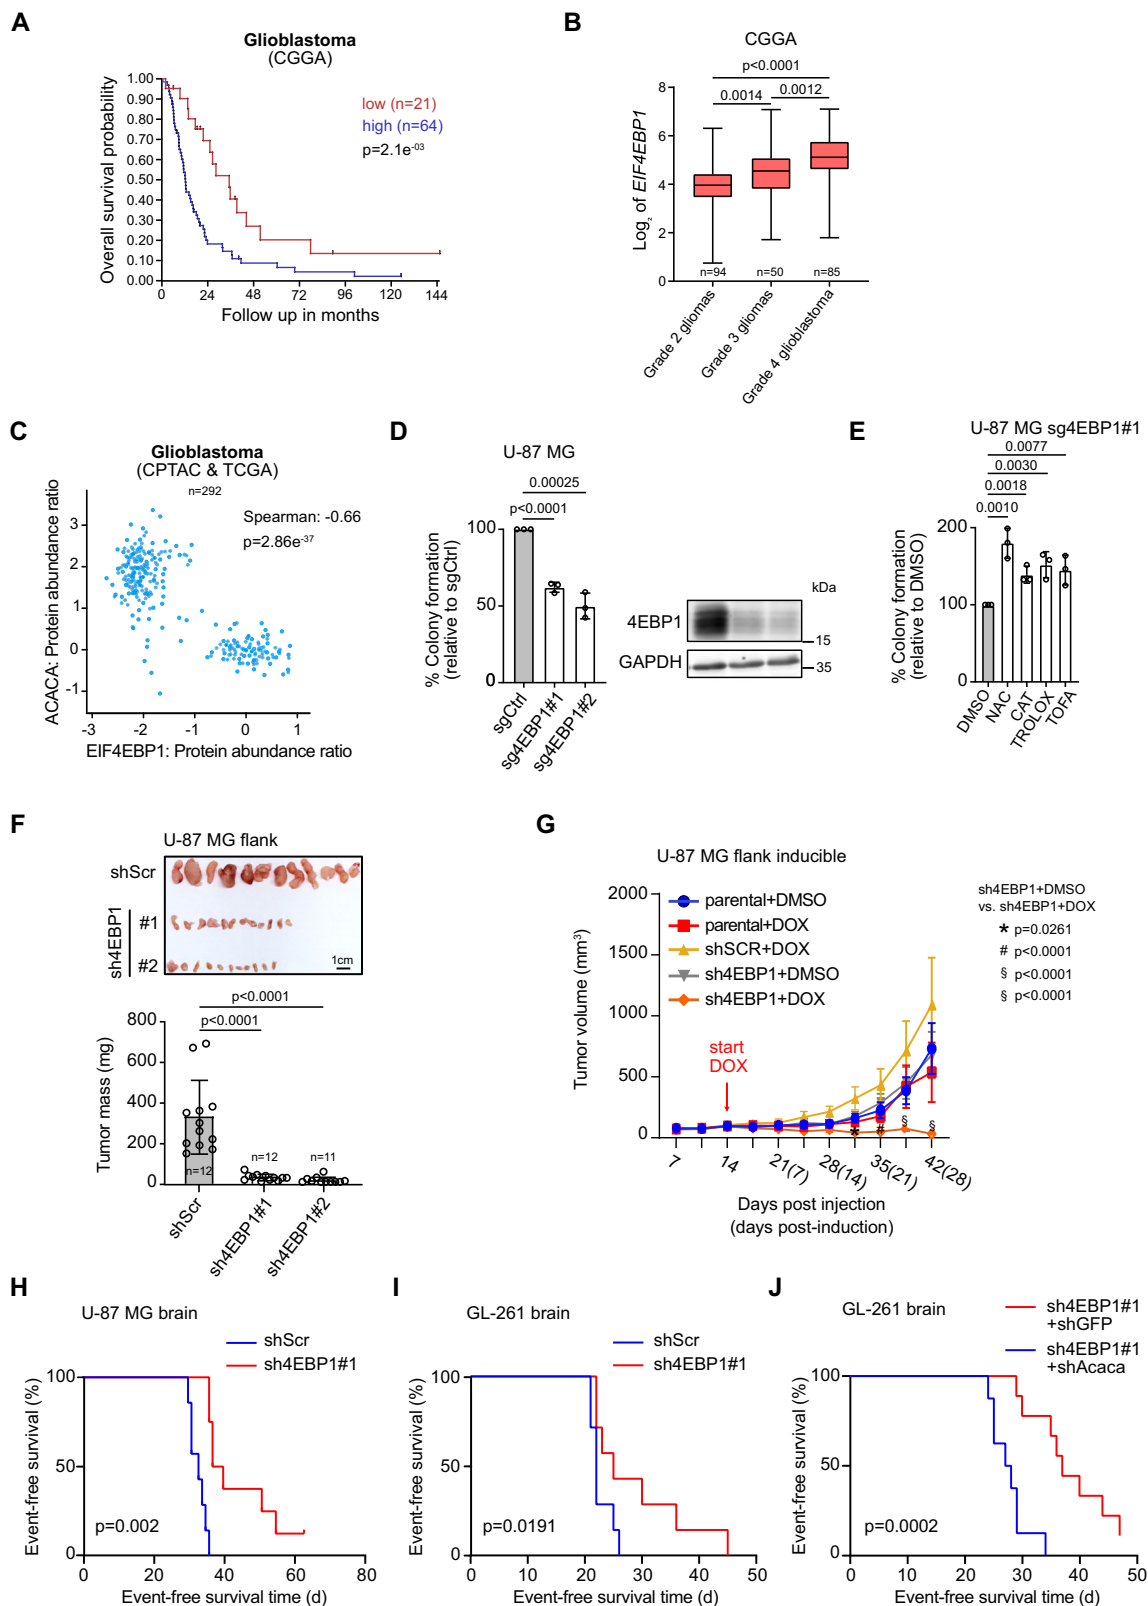 A
Glioblastoma
(CGGA)
Overall survival probability
1.00
0.90
0.80
0.70
0.60
0.50
0.40
0.30
0.20
0.10
0.00
low (n=21)
high (n=64)
p=2.1e-03
0 24 48 72 96 120 144
Follow up in months
B
CGGA
p<0.0001
0.0014 0.0012
Log2 of EIF4EBP1
8
6
4
2
0
n=94 n=50 n=85
Grade 2 gliomas
Grade 3 gliomas
Grade 4 glioblastoma
C
Glioblastoma
(CPTAC & TCGA)
n=292
Spearman: -0.66
p=2.86e-37
ACACA: Protein abundance ratio
3
2
1
0
-1
-3 -2 -1 0 1
EIF4EBP1: Protein abundance ratio
D
U-87 MG
0.00025
p<0.0001
% Colony formation
(relative to sgCtrl)
100
50
0
sgCtrl
sg4EBP1#1
sg4EBP1#2
kDa
4EBP1
15
GAPDH
35
E
U-87 MG sg4EBP1#1
0.0077
0.0030
0.0018
0.0010
% Colony formation
(relative to DMSO)
200
100
0
DMSO
NAC
CAT
TROLOX
TOFA
F
U-87 MG flank
shScr
sh4EBP1
#1
#2
1cm
p<0.0001
p<0.0001
Tumor mass (mg)
800
600
400
200
0
n=12
n=12
n=11
shScr
sh4EBP1#1
sh4EBP1#2
G
U-87 MG flank inducible
Tumor volume (mm3)
2000
1500
1000
500
0
parental+DMSO
parental+DOX
shSCR+DOX
sh4EBP1+DMSO
sh4EBP1+DOX
start
DOX
* # § §
sh4EBP1+DMSO
vs. sh4EBP1+DOX
* p=0.0261
# p<0.0001
§ p<0.0001
§ p<0.0001
7 14 21(7) 28(14) 35(21) 42(28)
Days post injection
(days post-induction)
H
U-87 MG brain
shScr
sh4EBP1#1
Event-free survival (%)
100
50
0
p=0.002
0 20 40 60 80
Event-free survival time (d)
I
GL-261 brain
shScr
sh4EBP1#1
Event-free survival (%)
100
50
0
p=0.0191
0 10 20 30 40 50
Event-free survival time (d)
J
GL-261 brain
sh4EBP1#1
+shGFP
sh4EBP1#1
+shAcaca
Event-free survival (%)
100
50
0
p=0.0002
0 10 20 30 40 50
Event-free survival time (d)